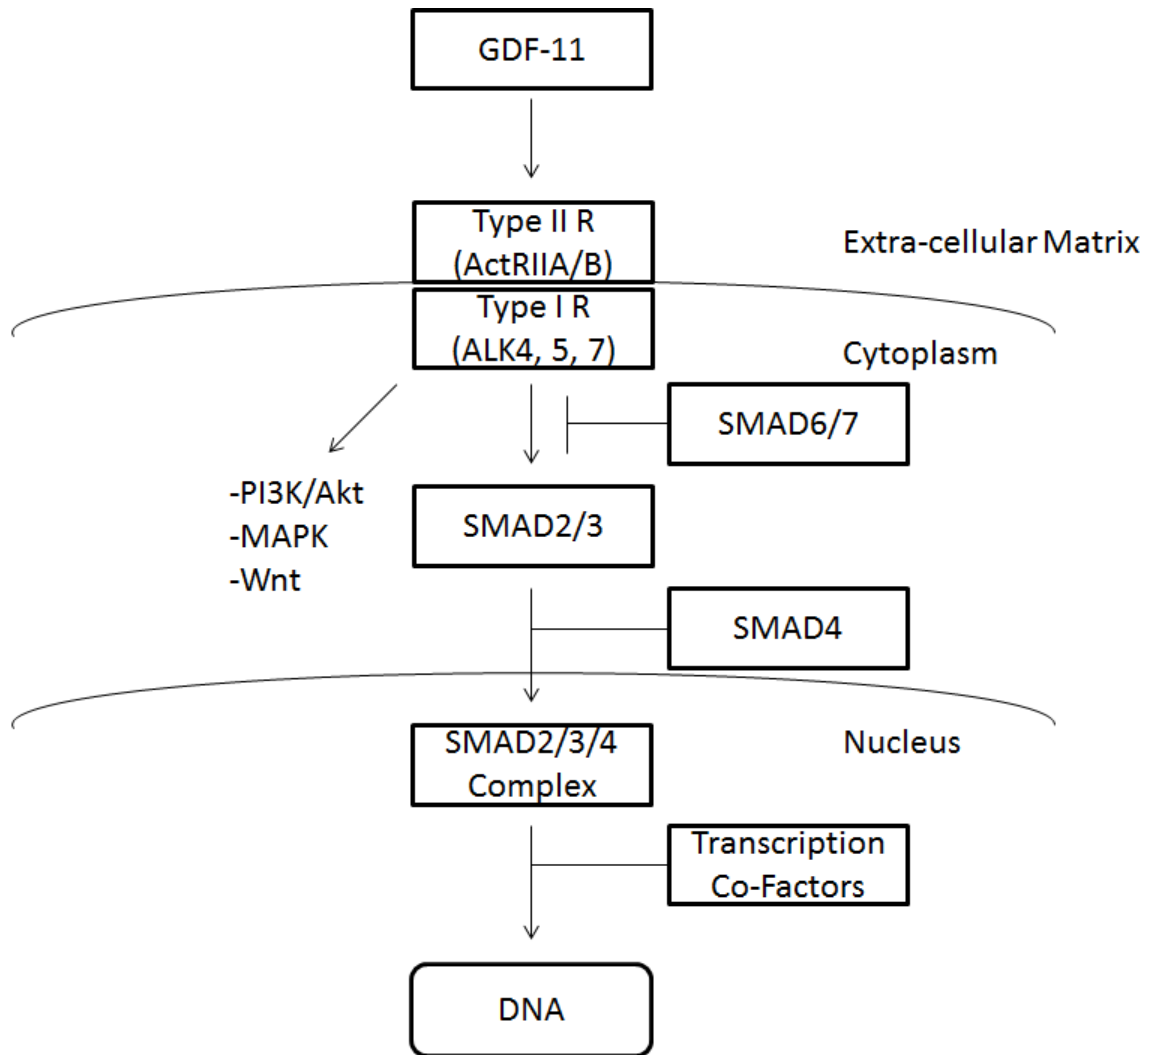 GDF-11
Type II R
(ActRIIA/B)
Extra-cellular Matrix
Type I R
(ALK4, 5, 7)
Cytoplasm
SMAD6/7
-PI3K/Akt
-MAPK
-Wnt
SMAD2/3
SMAD4
SMAD2/3/4
Complex
Nucleus
Transcription
Co-Factors
DNA